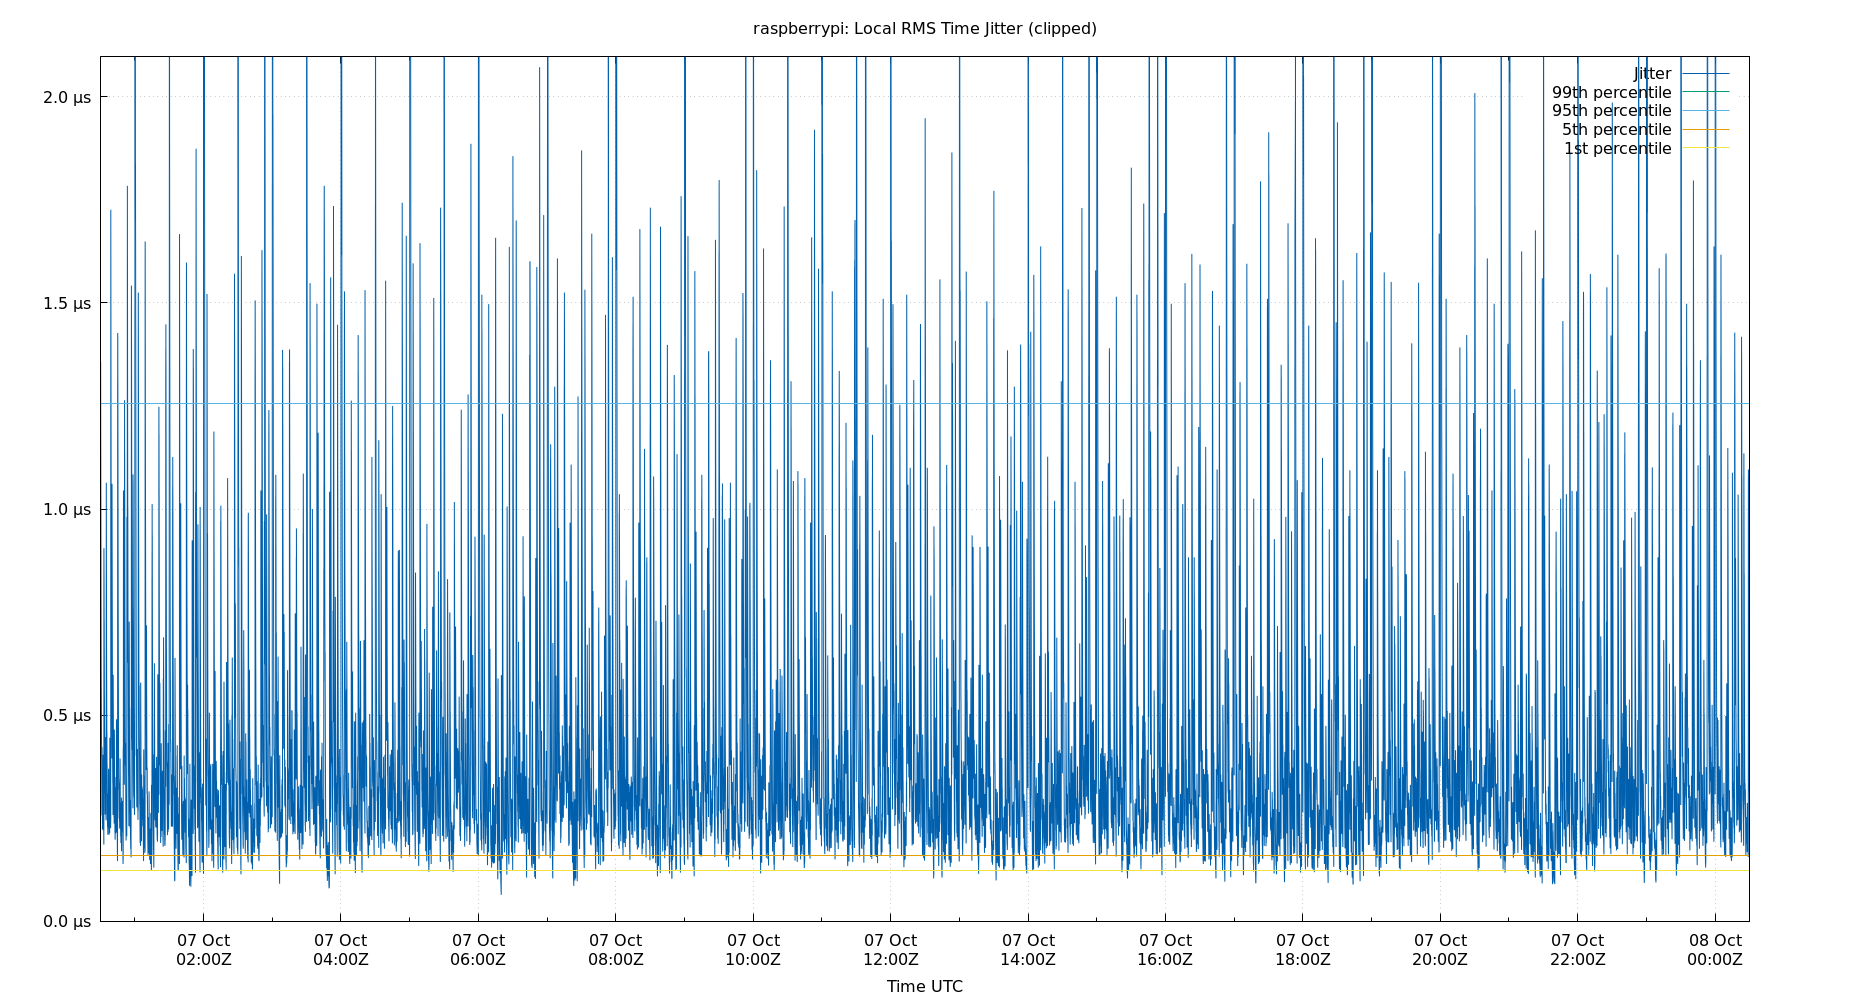 raspberrypi: Local RMS Time Jitter (clipped)
Jitter
99th percentile
95th percentile
5th percentile
1st percentile
2.0 µs
1.5 µs
1.0 µs
0.5 µs
0.0 µs
07 Oct 07 Oct 07 Oct 07 Oct 07 Oct 07 Oct 07 Oct 07 Oct 07 Oct 07 Oct 07 Oct 08 Oct
02:00Z 04:00Z 06:00Z 08:00Z 10:00Z 12:00Z 14:00Z 16:00Z 18:00Z 20:00Z 22:00Z 00:00Z
Time UTC